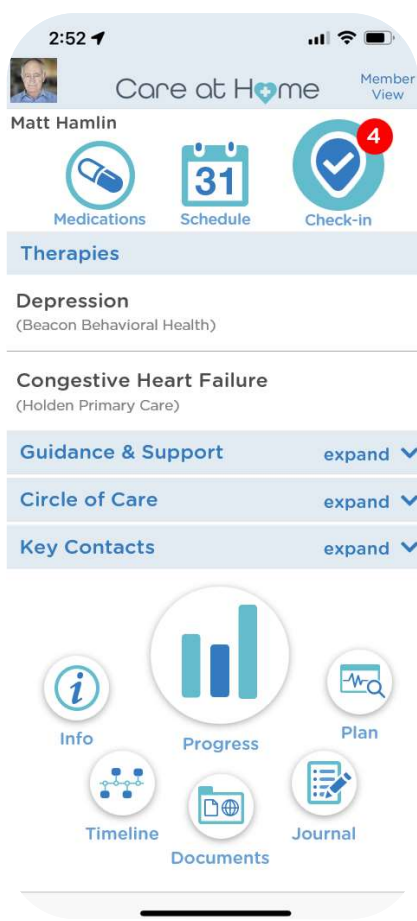 2:52
Care at Home
Member
View
Matt Hamlin
4
31
Medications
Schedule
Check-in
Therapies
Depression
(Beacon Behavioral Health)
Congestive Heart Failure
(Holden Primary Care)
Guidance & Support expand
Circle of Care expand
Key Contacts expand
i
Info
Progress
Plan
Timeline
Documents
Journal